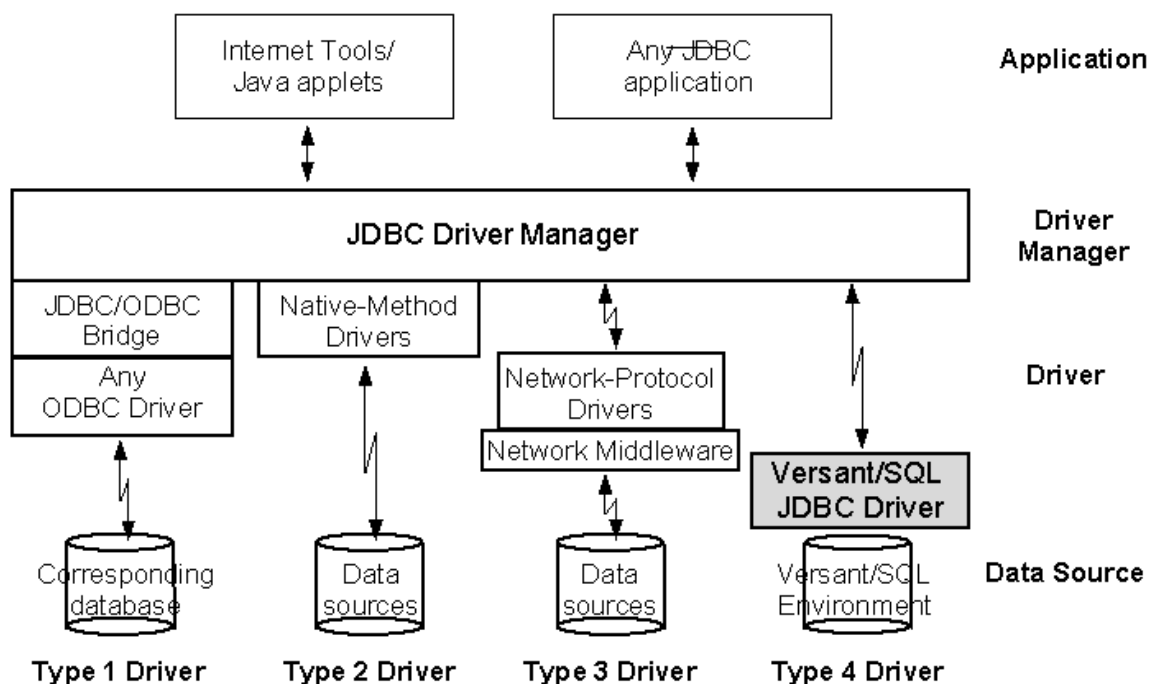 Internet Tools/
Java applets
Any JDBC
application
Application
JDBC Driver Manager
Driver
Manager
JDBC/ODBC
Bridge
Any
ODBC Driver
Native-Method
Drivers
Network-Protocol
Drivers
Network Middleware
Versant/SQL
JDBC Driver
Driver
Corresponding
database
Data
sources
Data
sources
Versant/SQL
Environment
Data Source
Type 1 Driver
Type 2 Driver
Type 3 Driver
Type 4 Driver